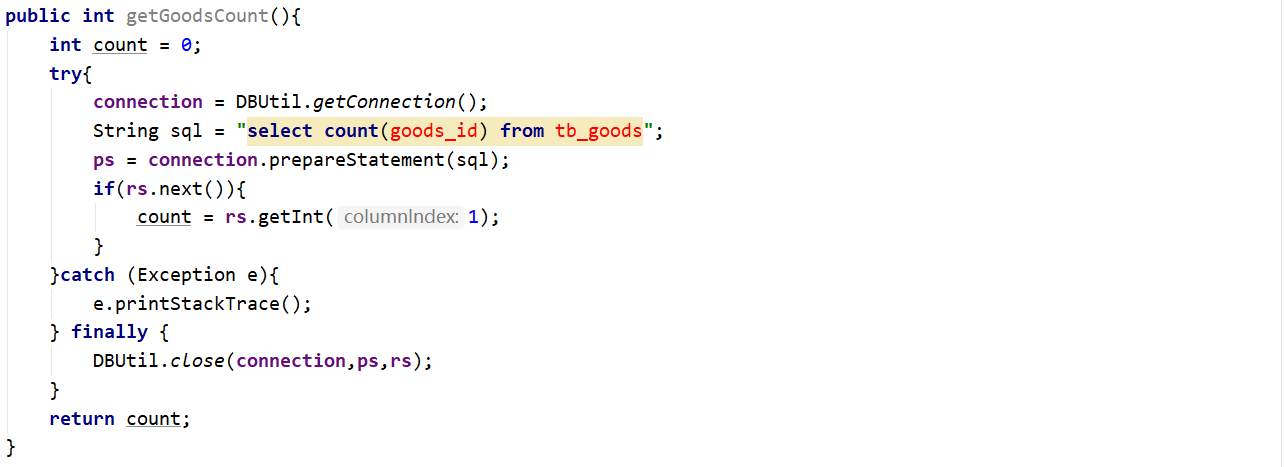 public int getGoodsCount(){
    int count = 0;
    try{
        connection = DBUtil.getConnection();
        String sql = "select count(goods_id) from tb_goods";
        ps = connection.prepareStatement(sql);
        if(rs.next()){
            count = rs.getInt( columnIndex: 1);
        }
    }catch (Exception e){
        e.printStackTrace();
    } finally {
        DBUtil.close(connection,ps,rs);
    }
    return count;
}